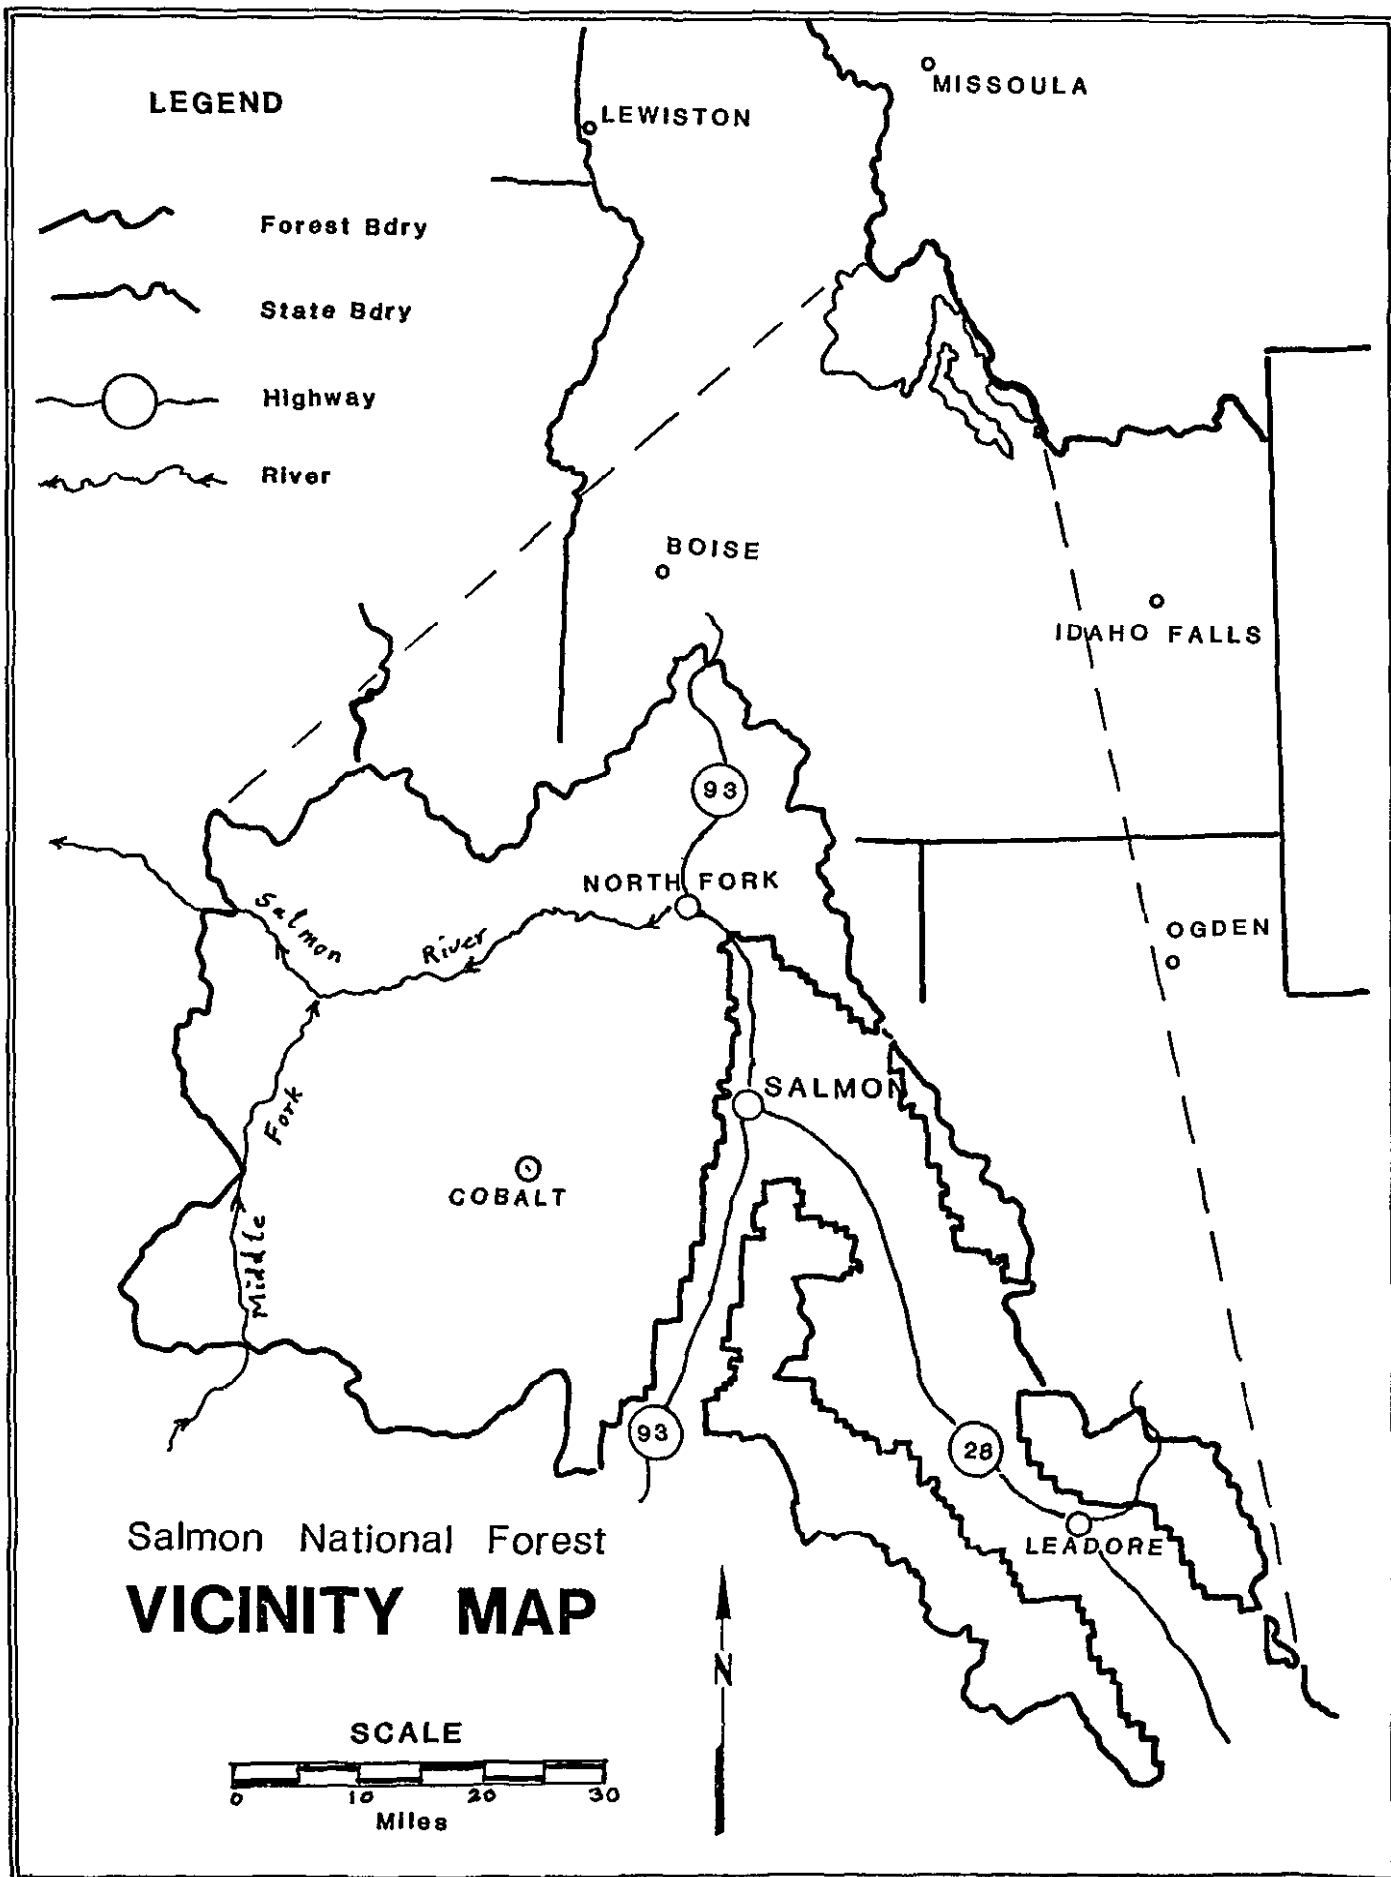 LEGEND
Forest Bdry
State Bdry
Highway
River
MISSOULA
LEWISTON
BOISE
IDAHO FALLS
93
NORTH FORK
Salmon
River
OGDEN
SALMON
Fork
COBALT
Middle
93
28
LEADORE
Salmon National Forest
VICINITY MAP
N
SCALE
0 10 20 30
Miles